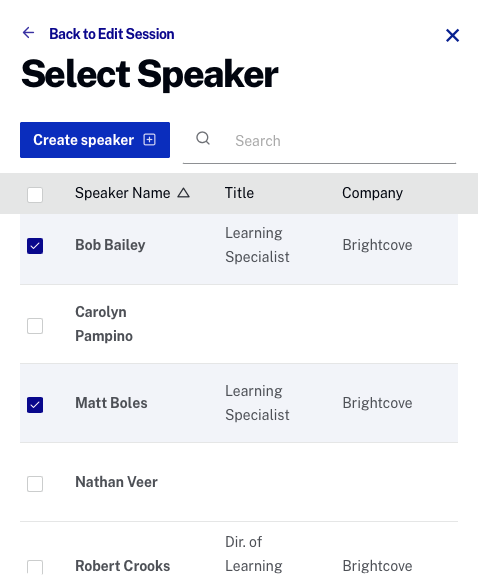 Back to Edit Session
Select Speaker
Create speaker
Search
Speaker Name Title Company
Bob Bailey Learning Specialist Brightcove
Carolyn Pampino
Matt Boles Learning Specialist Brightcove
Nathan Veer
Robert Crooks Dir. of Learning Brightcove